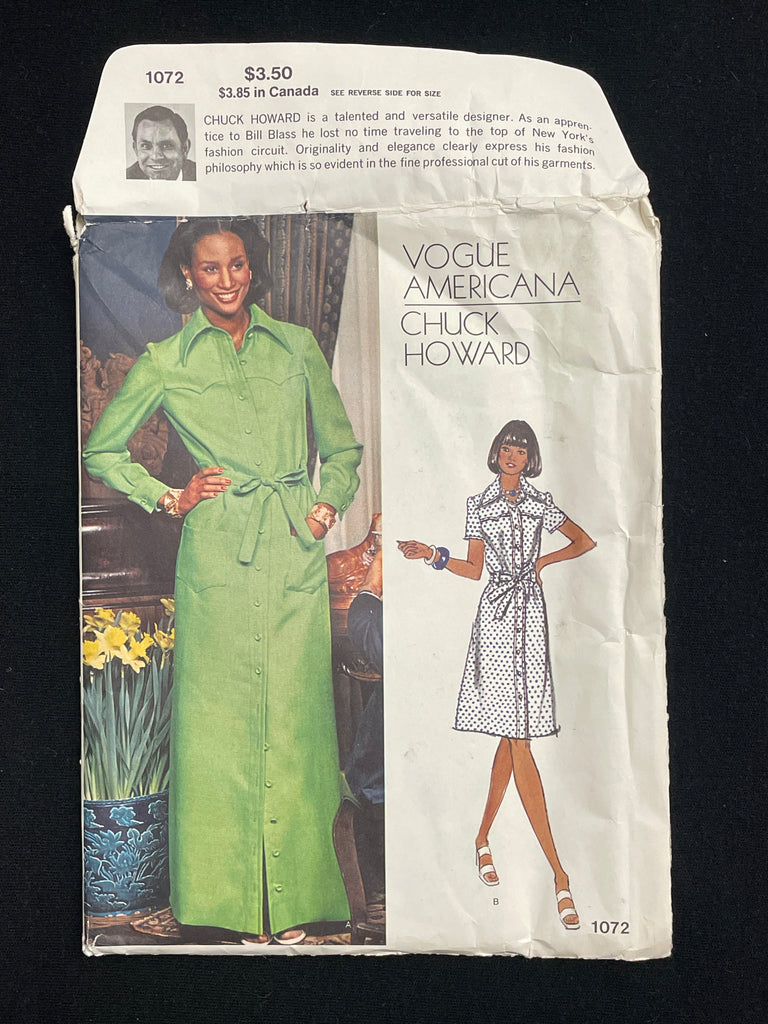 1072 $3.50
$3.85 in Canada SEE REVERSE SIDE FOR SIZE
CHUCK HOWARD is a talented and versatile designer. As an appren-
tice to Bill Blass he lost no time traveling to the top of New York's
fashion circuit. Originality and elegance clearly express his fashion
philosophy which is so evident in the fine professional cut of his garments.
VOGUE
AMERICANA
CHUCK
HOWARD
A
B
1072